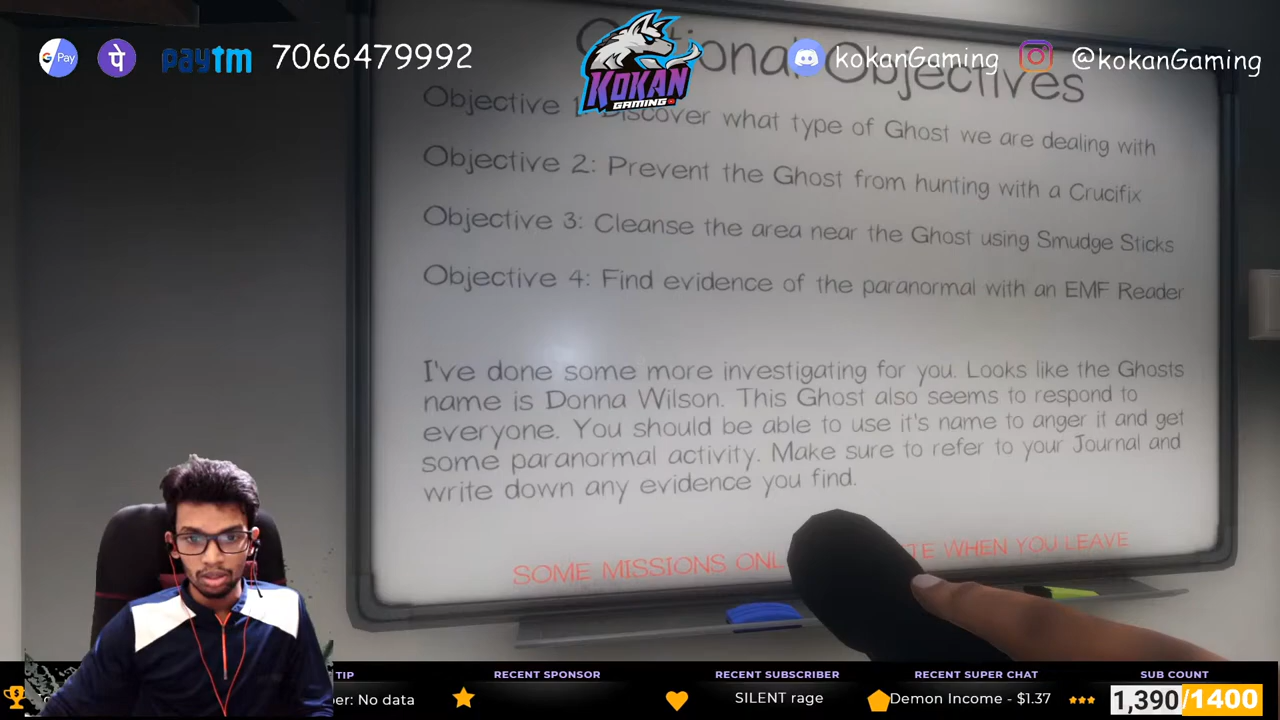 G Pay
पे
paytm
7066479992
KOKAN
GAMING
kokanGaming
@kokanGaming
Objectives
Objective 1: Discover what type of Ghost we are dealing with
Objective 2: Prevent the Ghost from hunting with a Crucifix
Objective 3: Cleanse the area near the Ghost using Smudge Sticks
Objective 4: Find evidence of the paranormal with an EMF Reader
I've done some more investigating for you. Looks like the Ghosts
name is Donna Wilson. This Ghost also seems to respond to
everyone. You should be able to use it's name to anger it and get
some paranormal activity. Make sure to refer to your Journal and
write down any evidence you find.
SOME MISSIONS WHEN YOU LEAVE
TIP
RECENT SPONSOR
RECENT SUBSCRIBER
RECENT SUPER CHAT
SUB COUNT
No data
SILENT rage
Demon Income - $1.37
1,390/1400